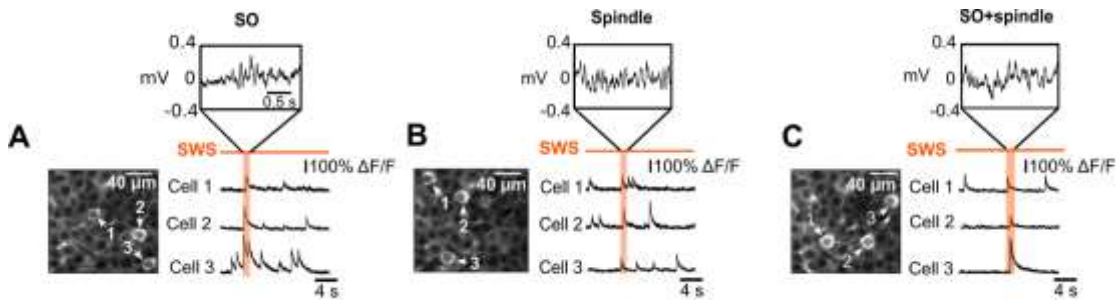 SO
0.4
mV 0
-0.4
0.5 s
A
SWS
100% ΔF/F
40 µm
1
2
3
Cell 1
Cell 2
Cell 3
4 s
Spindle
0.4
mV 0
-0.4
B
SWS
100% ΔF/F
40 µm
1
2
3
Cell 1
Cell 2
Cell 3
4 s
SO+spindle
0.4
mV 0
-0.4
C
SWS
100% ΔF/F
40 µm
1
2
3
Cell 1
Cell 2
Cell 3
4 s